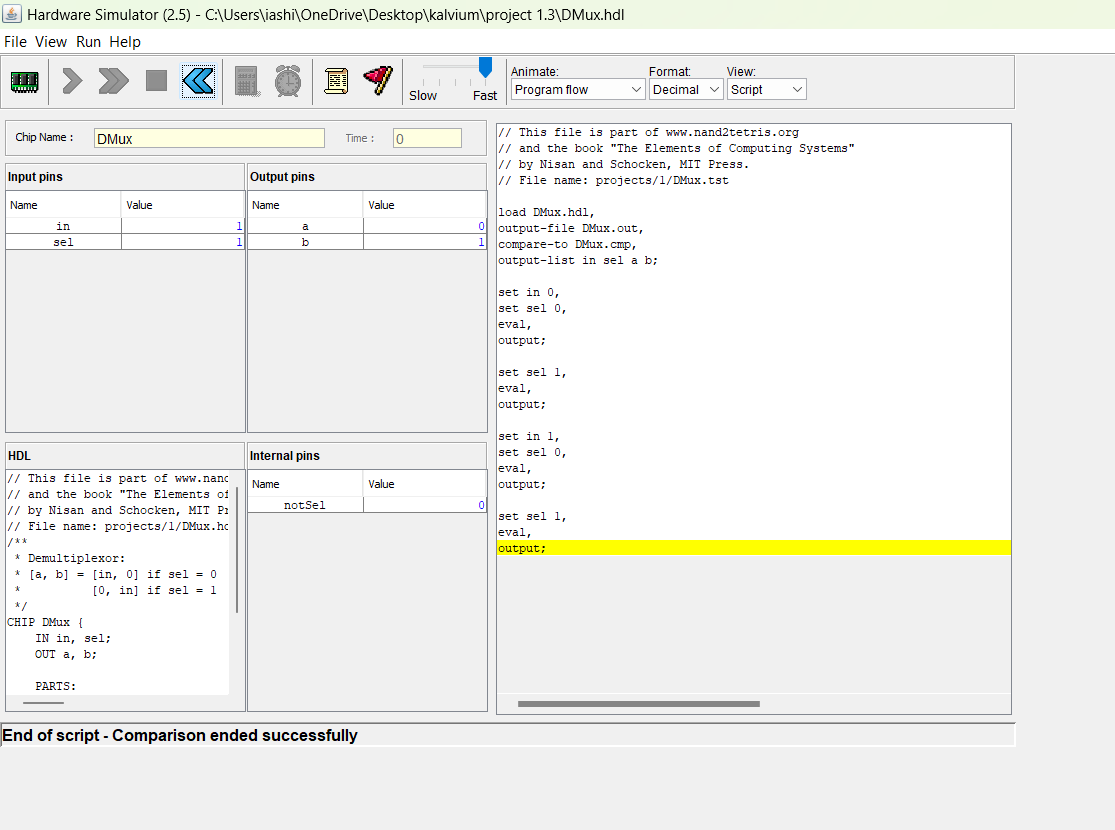 Hardware Simulator (2.5) - C:\Users\iashi\OneDrive\Desktop\kalvium\project 1.3\DMux.hdl
File View Run Help
Slow Fast
Animate: Format: View:
Program flow Decimal Script
Chip Name : DMux Time : 0
Input pins
Name Value
in 1
sel 1
Output pins
Name Value
a 0
b 1
HDL
// This file is part of www.nand
// and the book "The Elements of
// by Nisan and Schocken, MIT Pr
// File name: projects/1/DMux.hd
/**
* Demultiplexor:
* [a, b] = [in, 0] if sel = 0
* [0, in] if sel = 1
*/
CHIP DMux {
IN in, sel;
OUT a, b;
PARTS:
Internal pins
Name Value
notSel 0
// This file is part of www.nand2tetris.org
// and the book "The Elements of Computing Systems"
// by Nisan and Schocken, MIT Press.
// File name: projects/1/DMux.tst
load DMux.hdl,
output-file DMux.out,
compare-to DMux.cmp,
output-list in sel a b;
set in 0,
set sel 0,
eval,
output;
set sel 1,
eval,
output;
set in 1,
set sel 0,
eval,
output;
set sel 1,
eval,
output;
End of script - Comparison ended successfully